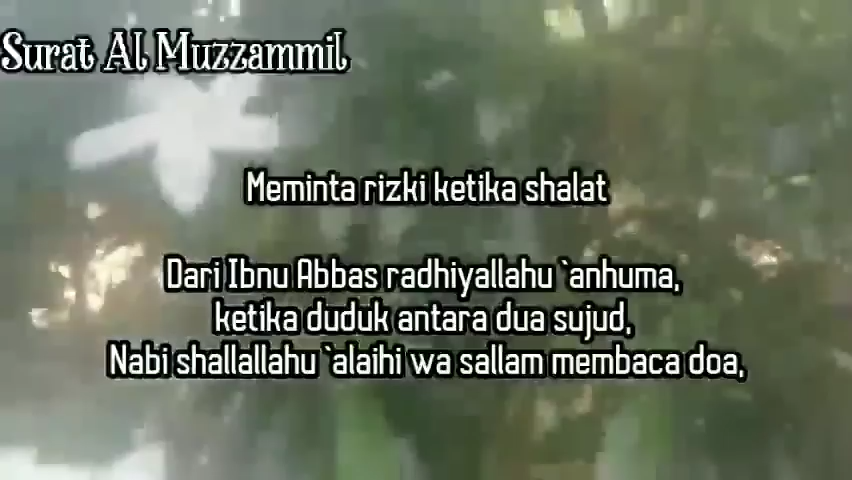 Surat Al Muzzammil
Meminta rizki ketika shalat
Dari Ibnu Abbas radhiyallahu `anhuma,
ketika duduk antara dua sujud,
Nabi shallallahu `alaihi wa sallam membaca doa,